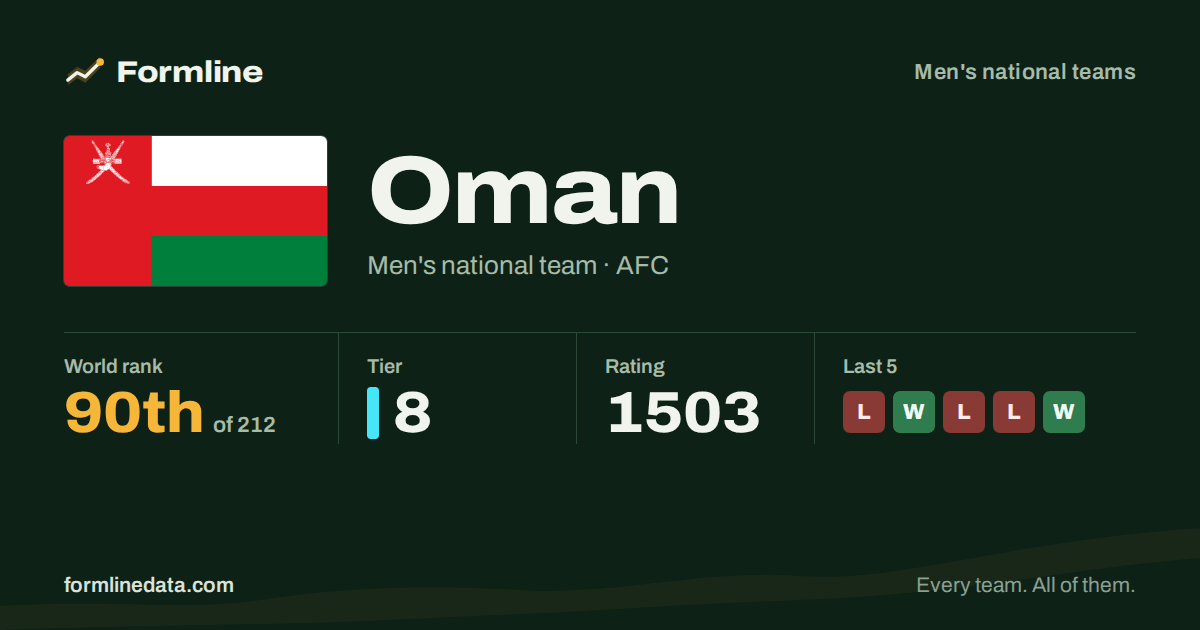 Formline
Men's national teams
Oman
Men's national team · AFC
World rank
90th of 212
Tier
8
Rating
1503
Last 5
L W L L W
formlinedata.com
Every team. All of them.